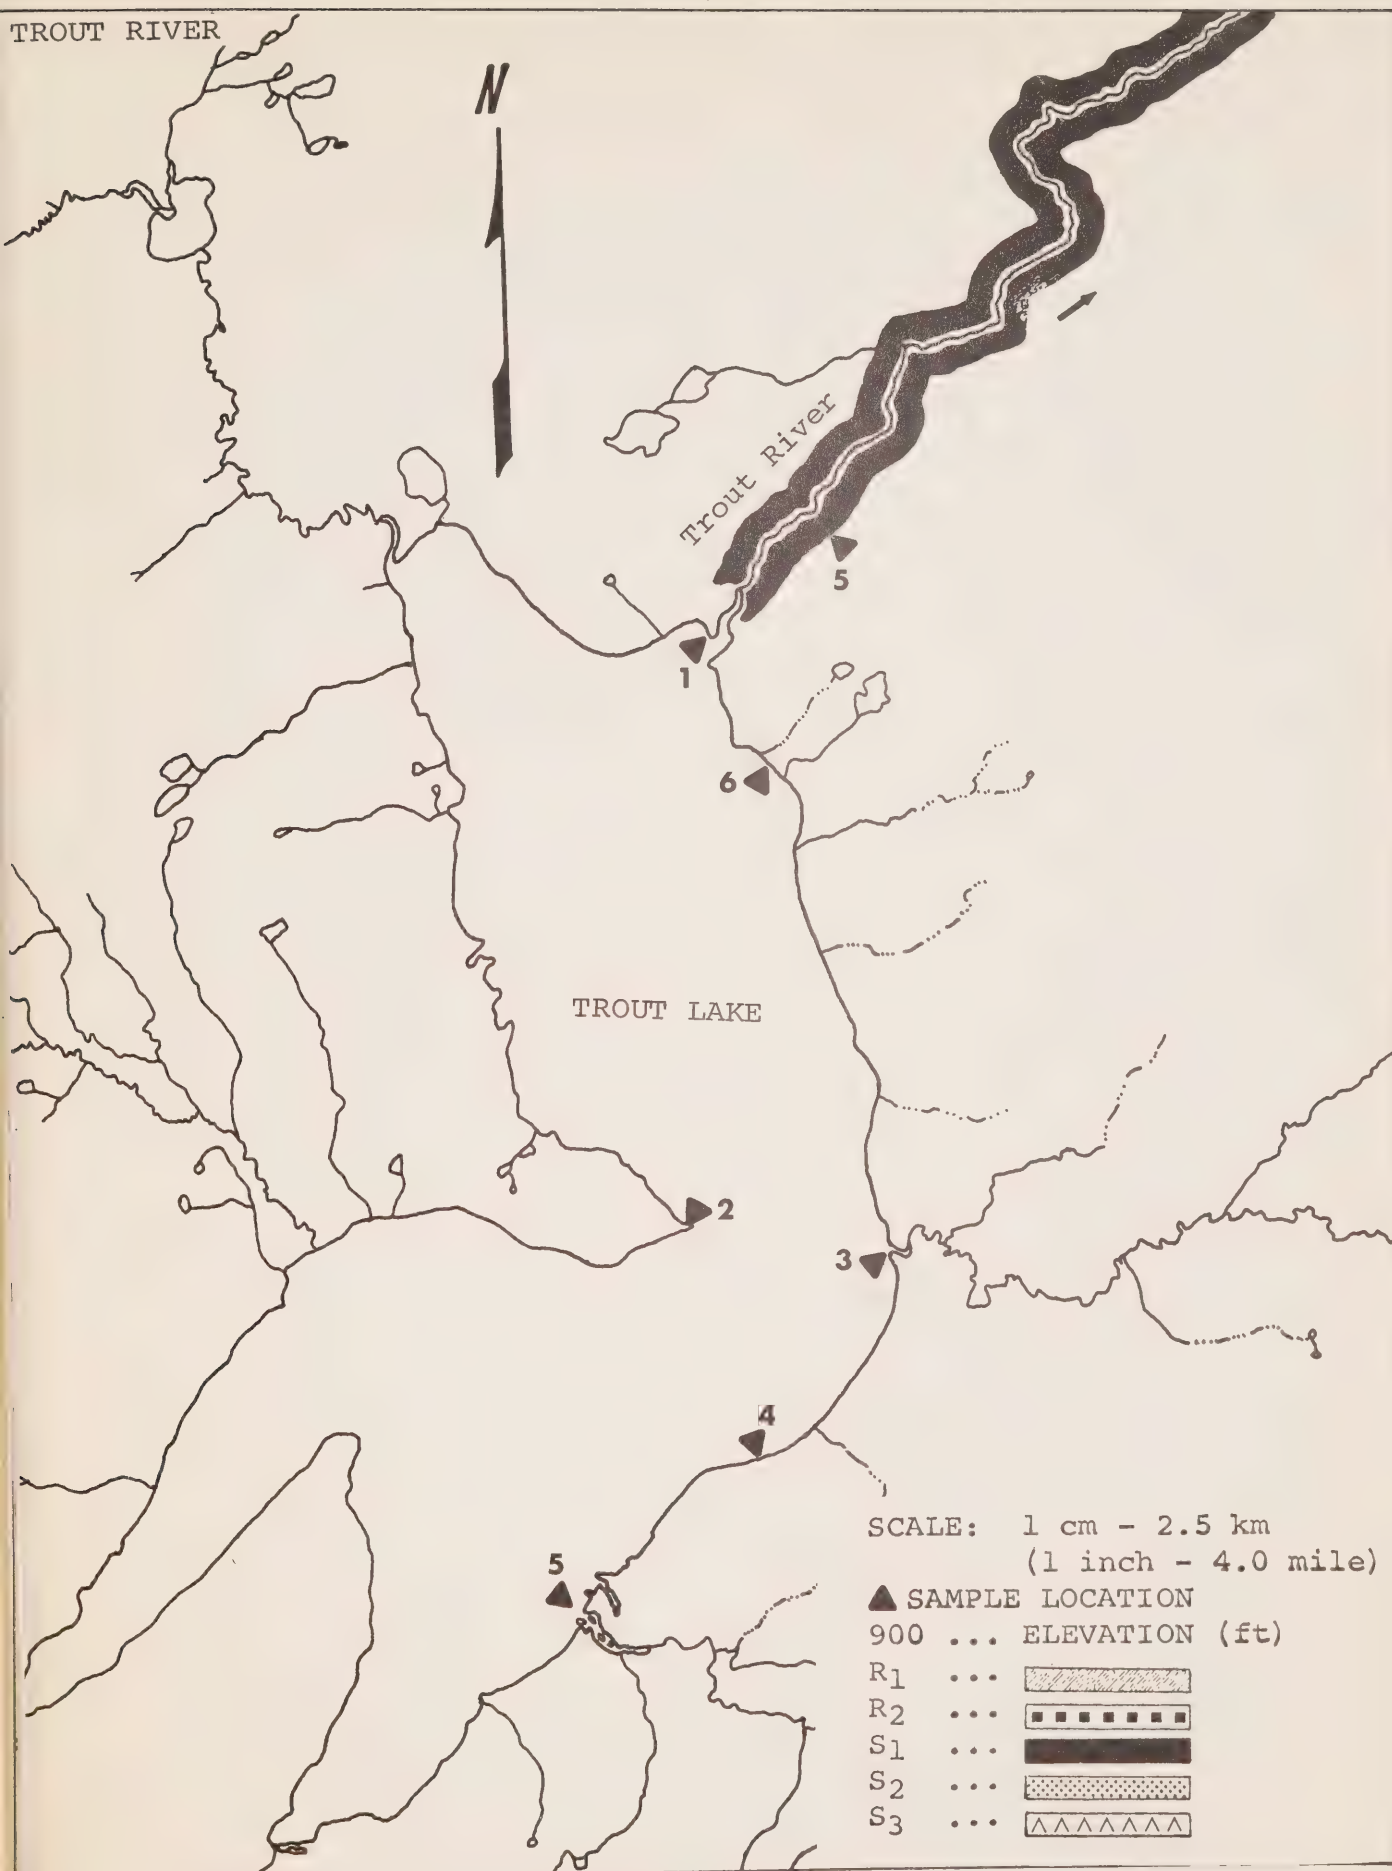 TROUT RIVER
N
Trout River
5
1
6
TROUT LAKE
2
3
4
5
SCALE: 1 cm - 2.5 km
(1 inch - 4.0 mile)
SAMPLE LOCATION
900 ... ELEVATION (ft)
R1 ...
R2 ...
S1 ...
S2 ...
S3 ...